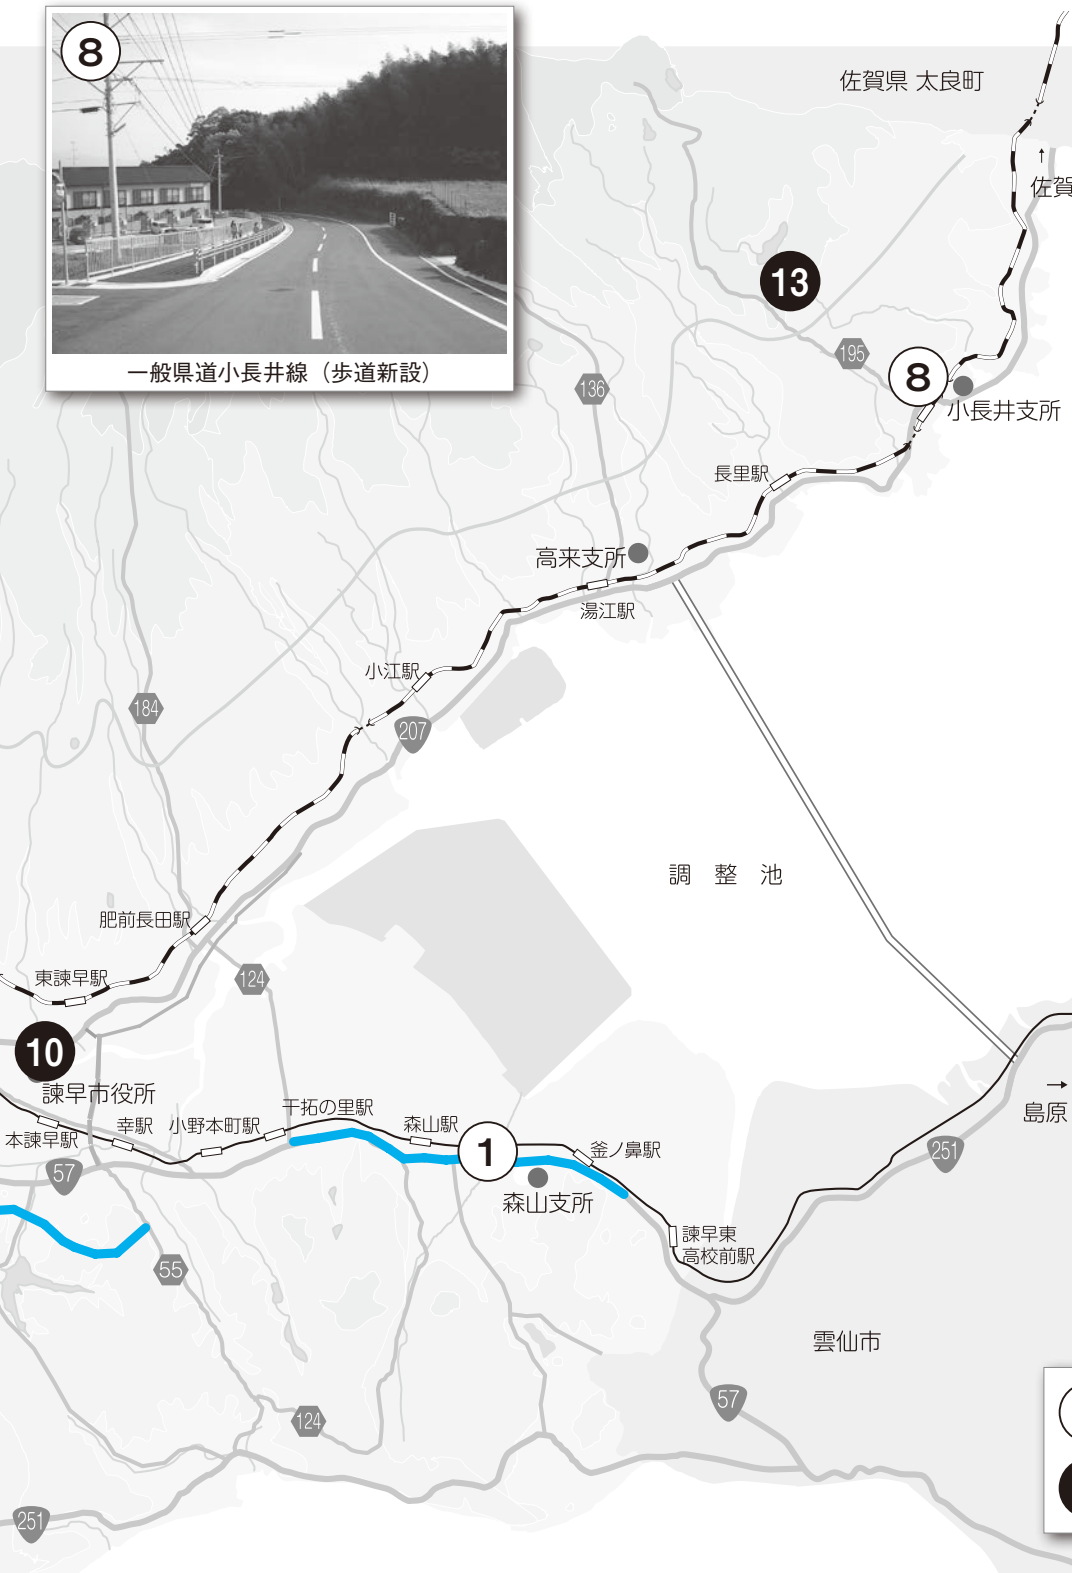 8
一般県道小長井線（歩道新設）
佐賀県 太良町
↑
佐賀
13
195
8
小長井支所
136
長里駅
高来支所
湯江駅
小江駅
184
207
調 整 池
肥前長田駅
東諫早駅
124
10
諫早市役所
干拓の里駅
小野本町駅
幸駅
本諫早駅
森山駅
1
釜ノ鼻駅
森山支所
57
→
島原
251
諫早東
高校前駅
55
雲仙市
57
124
251